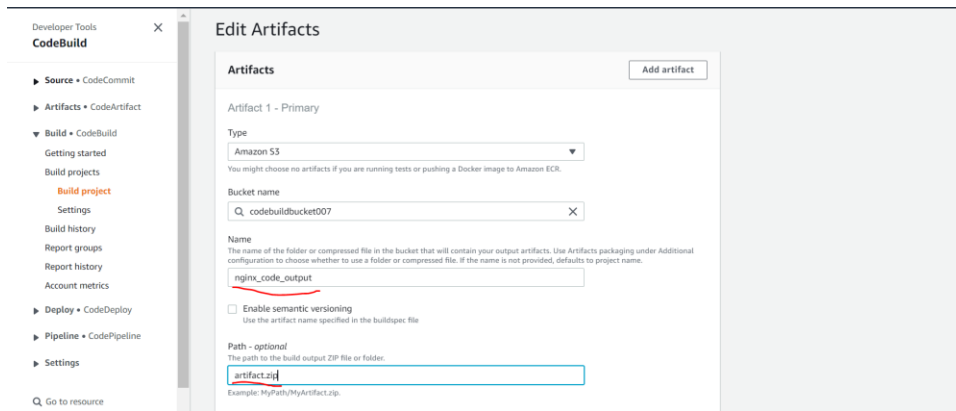 Developer Tools
CodeBuild
Source • CodeCommit
Artifacts • CodeArtifact
Build • CodeBuild
Getting started
Build projects
Build project
Settings
Build history
Report groups
Report history
Account metrics
Deploy • CodeDeploy
Pipeline • CodePipeline
Settings
Go to resource
Edit Artifacts
Artifacts
Add artifact
Artifact 1 - Primary
Type
Amazon S3
You might choose no artifacts if you are running tests or pushing a Docker image to Amazon ECR.
Bucket name
codebuildbucket007
Name
The name of the folder or compressed file in the bucket that will contain your output artifacts. Use Artifacts packaging under Additional
configuration to choose whether to use a folder or compressed file. If the name is not provided, defaults to project name.
nginx_code_output
Enable semantic versioning
Use the artifact name specified in the buildspec file
Path - optional
The path to the build output ZIP file or folder.
artifact.zip
Example: MyPath/MyArtifact.zip.